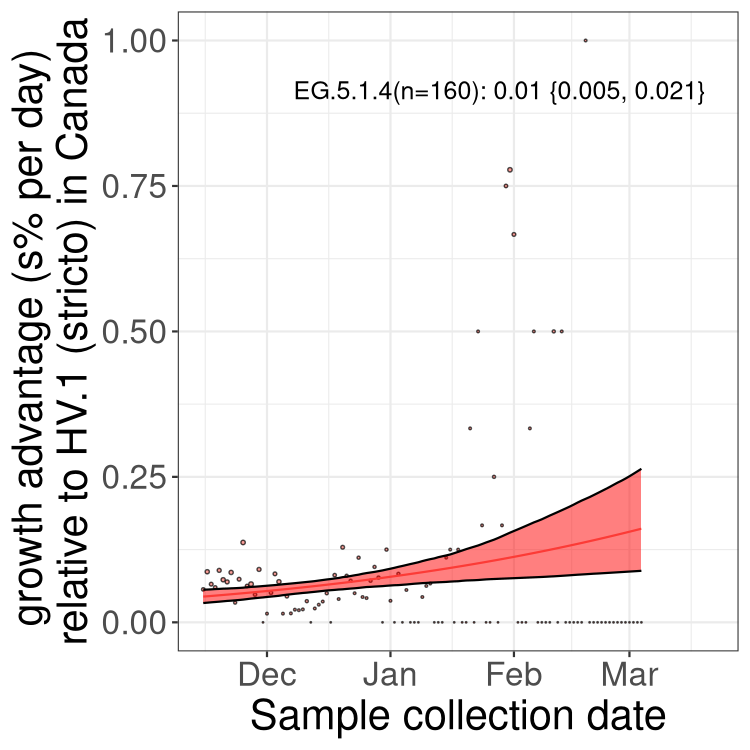 growth advantage (s% per day)
relative to HV.1 (stricto) in Canada
1.00
0.75
0.50
0.25
0.00
EG.5.1.4(n=160): 0.01 {0.005, 0.021}
Dec Jan Feb Mar
Sample collection date